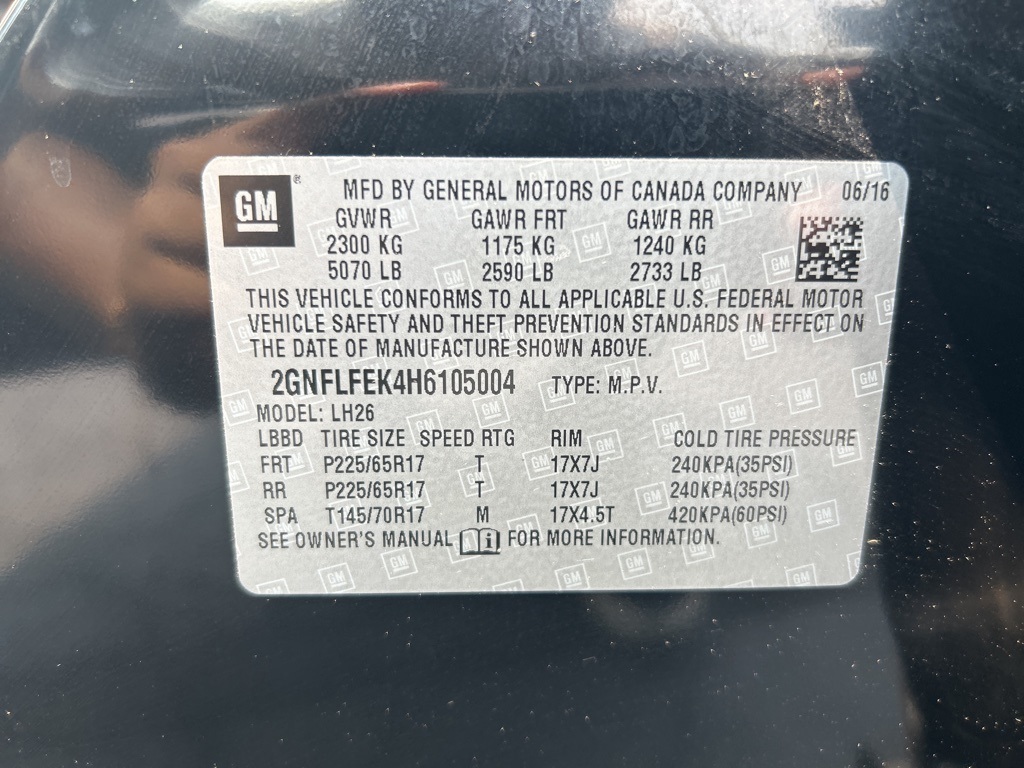 GM ® MFD BY GENERAL MOTORS OF CANADA COMPANY 06/16
GVWR GAWR FRT GAWR RR
2300 KG 1175 KG 1240 KG
5070 LB 2590 LB 2733 LB
THIS VEHICLE CONFORMS TO ALL APPLICABLE U.S. FEDERAL MOTOR
VEHICLE SAFETY AND THEFT PREVENTION STANDARDS IN EFFECT ON
THE DATE OF MANUFACTURE SHOWN ABOVE.
2GNFLFEK4H6105004 TYPE: M.P.V.
MODEL: LH26
LBBD TIRE SIZE SPEED RTG RIM COLD TIRE PRESSURE
FRT P225/65R17 T 17X7J 240KPA(35PSI)
RR P225/65R17 T 17X7J 240KPA(35PSI)
SPA T145/70R17 M 17X4.5T 420KPA(60PSI)
SEE OWNER'S MANUAL i FOR MORE INFORMATION.